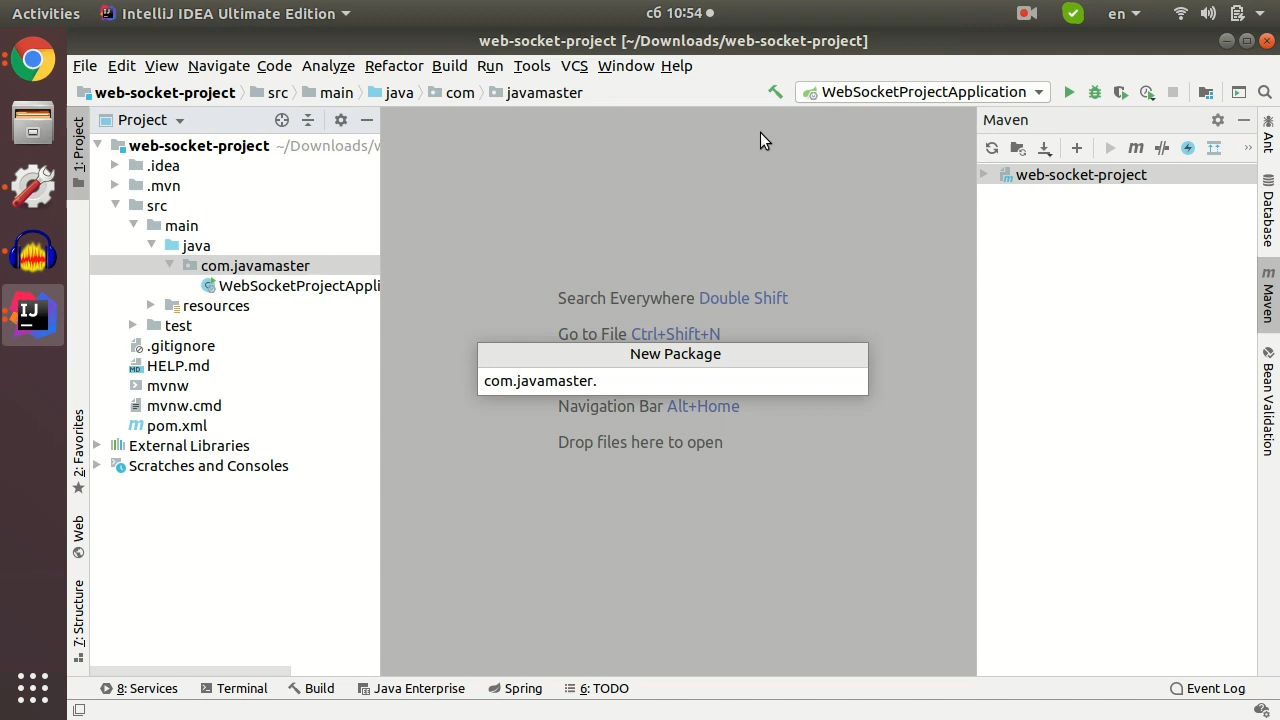 Activities IntelliJ IDEA Ultimate Edition сб 10:54 en
web-socket-project [~/Downloads/web-socket-project]
File Edit View Navigate Code Analyze Refactor Build Run Tools VCS Window Help
web-socket-project src main java com javamaster WebSocketProjectApplication
1: Project
Project
web-socket-project ~/Downloads/
.idea
.mvn
src
main
java
com.javamaster
WebSocketProjectAppli
resources
test
.gitignore
HELP.md
mvnw
mvnw.cmd
pom.xml
External Libraries
Scratches and Consoles
2: Favorites
Web
7: Structure
Search Everywhere Double Shift
Go to File Ctrl+Shift+N
New Package
com.javamaster.
Navigation Bar Alt+Home
Drop files here to open
Maven
web-socket-project
Ant
Database
Maven
Bean Validation
8: Services Terminal Build Java Enterprise Spring 6: TODO Event Log